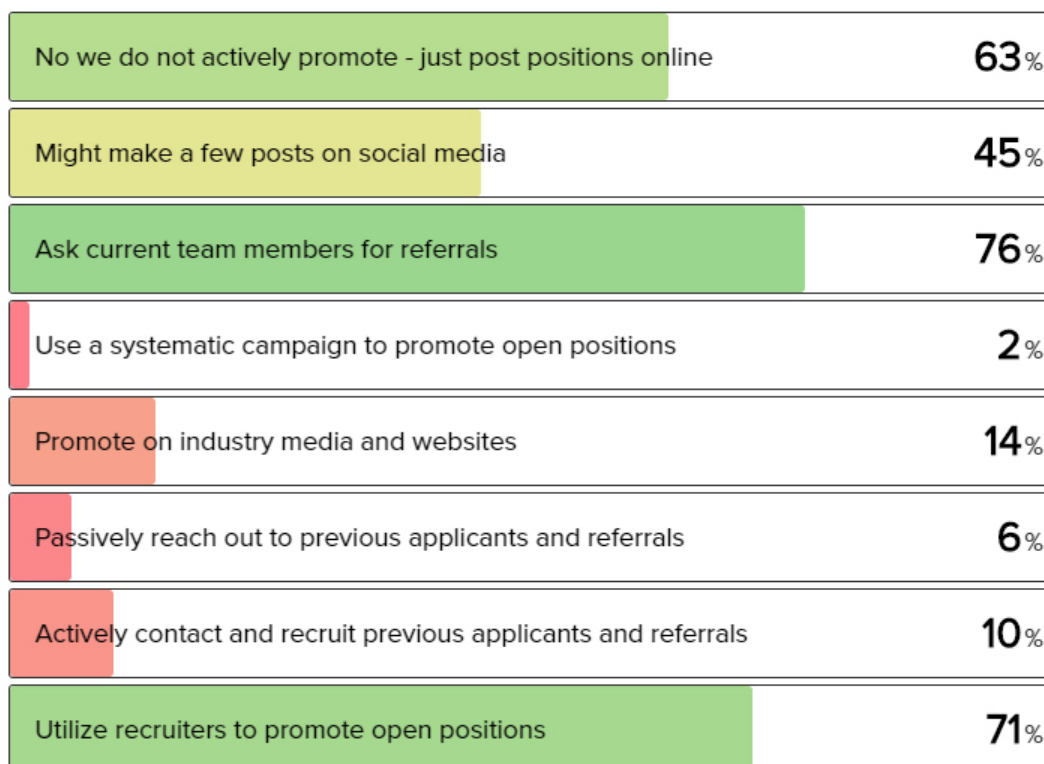 No we do not actively promote - just post positions online 63%
Might make a few posts on social media 45%
Ask current team members for referrals 76%
Use a systematic campaign to promote open positions 2%
Promote on industry media and websites 14%
Passively reach out to previous applicants and referrals 6%
Actively contact and recruit previous applicants and referrals 10%
Utilize recruiters to promote open positions 71%